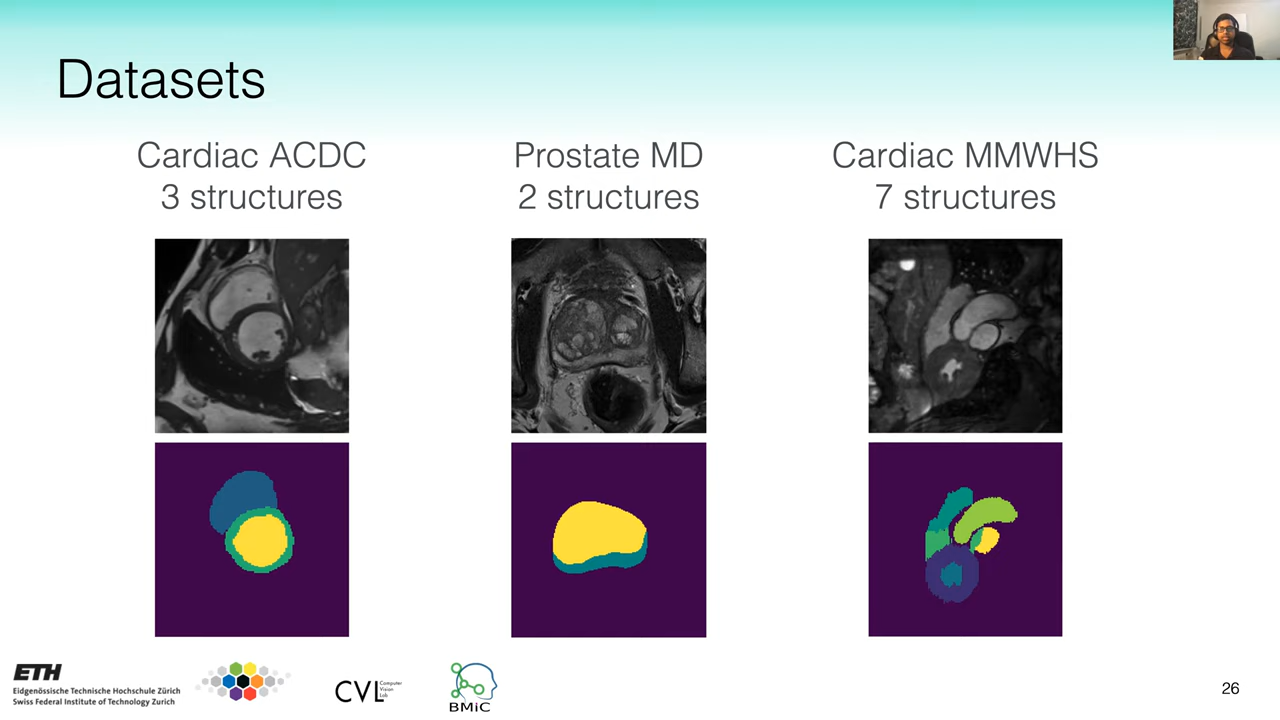 Datasets
Cardiac ACDC
3 structures
Prostate MD
2 structures
Cardiac MMWHS
7 structures
ETH
Eidgenössische Technische Hochschule Zürich
Swiss Federal Institute of Technology Zurich
CVL Computer
Vision
Lab
BMiC
26